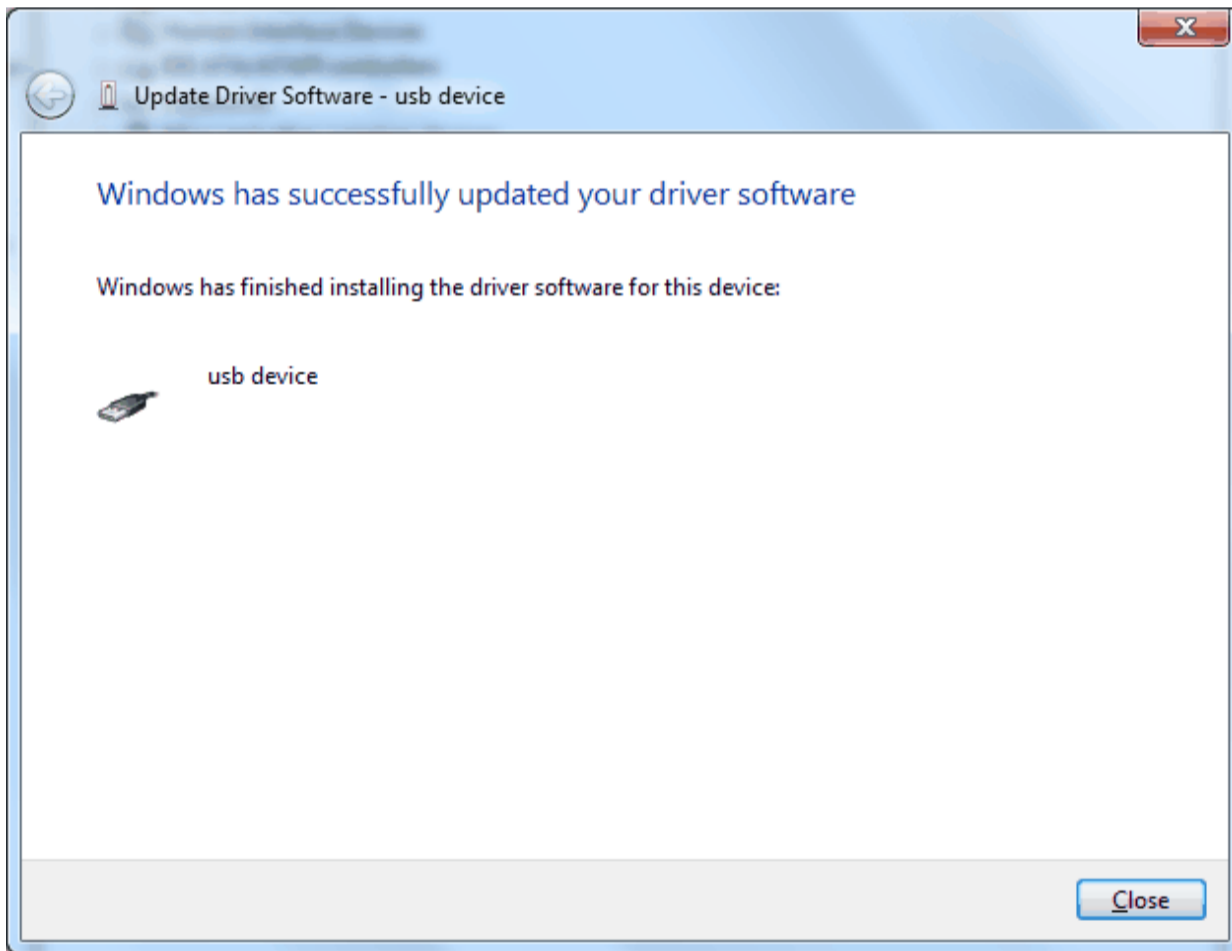 Update Driver Software - usb device
Windows has successfully updated your driver software
Windows has finished installing the driver software for this device:
usb device
Close